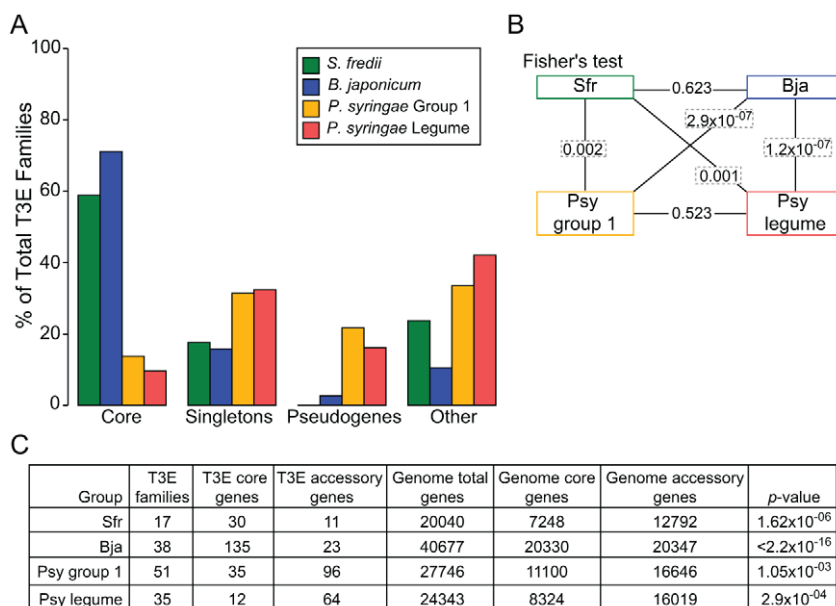 A
% of Total T3E Families
100
80
60
40
20
0
S. fredii
B. japonicum
P. syringae Group 1
P. syringae Legume
Core Singletons Pseudogenes Other
B
Fisher's test
Sfr 0.623 Bja
2.9x10-07
0.002 1.2x10-07
0.001
Psy group 1 0.523 Psy legume
C
Group T3E families T3E core genes T3E accessory genes Genome total genes Genome core genes Genome accessory genes p-value
Sfr 17 30 11 20040 7248 12792 1.62x10-06
Bja 38 135 23 40677 20330 20347 <2.2x10-16
Psy group 1 51 35 96 27746 11100 16646 1.05x10-03
Psy legume 35 12 64 24343 8324 16019 2.9x10-04